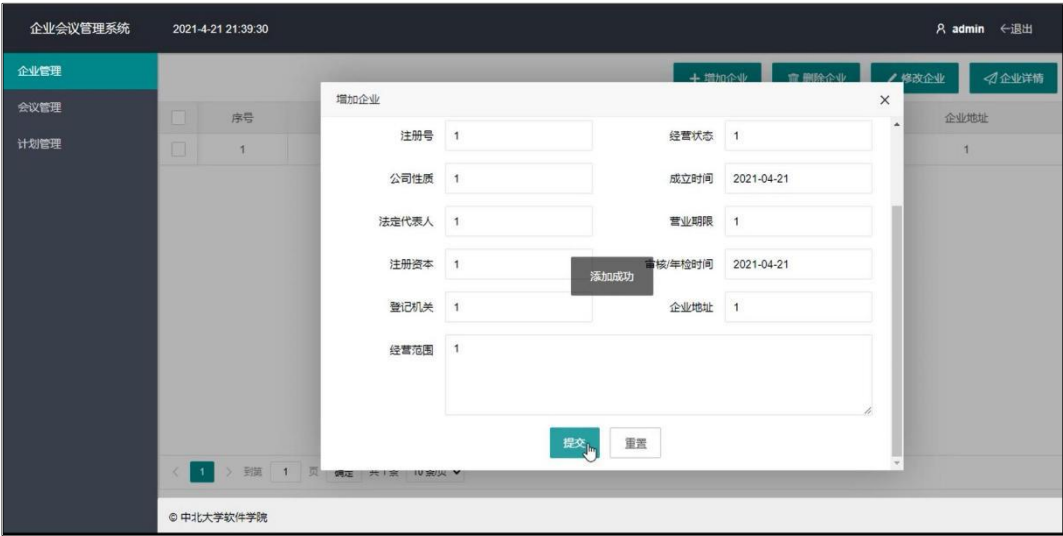 企业会议管理系统 2021-4-21 21:39:30 admin 退出
企业管理
会议管理
计划管理
增加企业 删除企业 修改企业 企业详情
序号 企业地址
1 1
增加企业
注册号 1 经营状态 1
公司性质 1 成立时间 2021-04-21
法定代表人 1 营业期限 1
注册资本 1 审核/年检时间 2021-04-21
添加成功
登记机关 1 企业地址 1
经营范围 1
提交 重置
1 到第 1 页 确定 共 1 条 10 条/页
© 中北大学软件学院